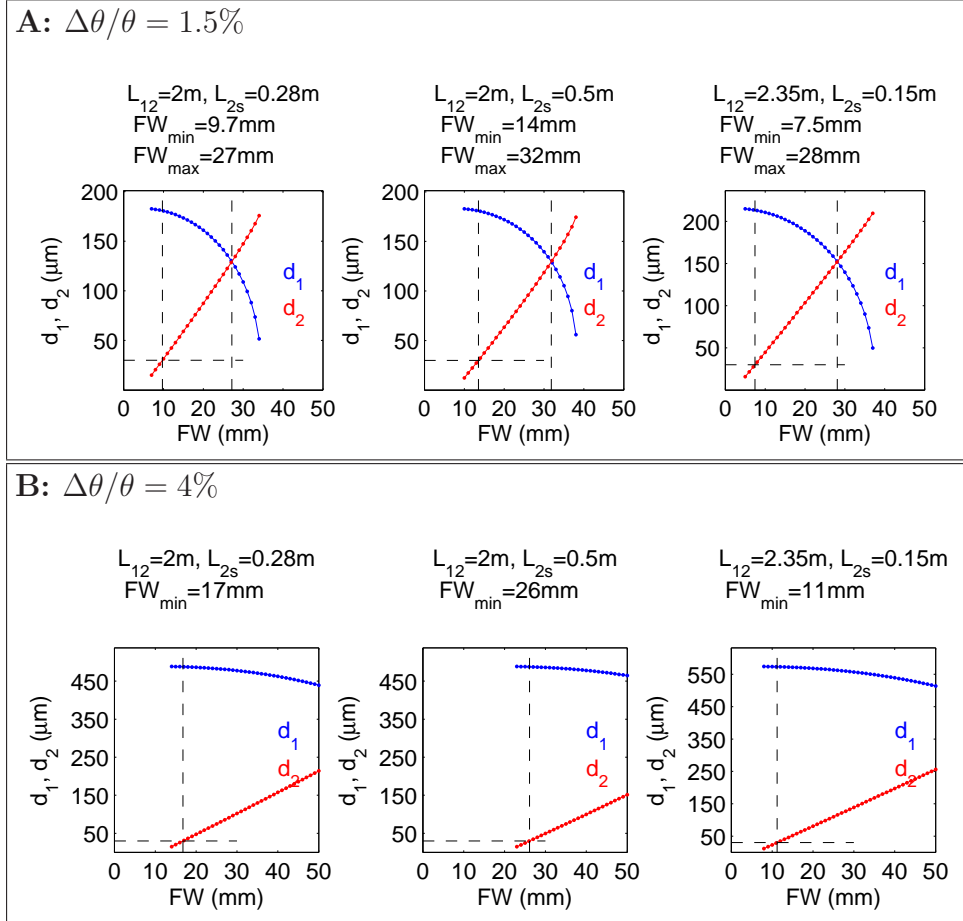 A: Δθ/θ = 1.5%
L12=2m, L2s=0.28m
FWmin=9.7mm
FWmax=27mm
200
150
100
50
0 10 20 30 40 50
d1, d2 (μm)
FW (mm)
d1
d2
L12=2m, L2s=0.5m
FWmin=14mm
FWmax=32mm
200
150
100
50
0 10 20 30 40 50
d1, d2 (μm)
FW (mm)
d1
d2
L12=2.35m, L2s=0.15m
FWmin=7.5mm
FWmax=28mm
200
150
100
50
0 10 20 30 40 50
d1, d2 (μm)
FW (mm)
d1
d2
B: Δθ/θ = 4%
L12=2m, L2s=0.28m
FWmin=17mm
450
350
250
150
50
0 10 20 30 40 50
d1, d2 (μm)
FW (mm)
d1
d2
L12=2m, L2s=0.5m
FWmin=26mm
450
350
250
150
50
0 10 20 30 40 50
d1, d2 (μm)
FW (mm)
d1
d2
L12=2.35m, L2s=0.15m
FWmin=11mm
550
450
350
250
150
50
0 10 20 30 40 50
d1, d2 (μm)
FW (mm)
d1
d2